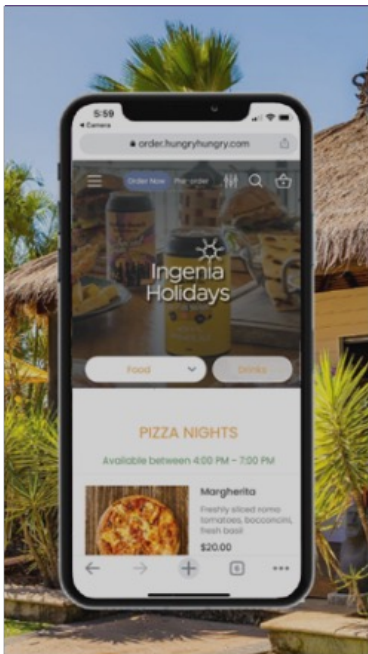 5:59
◀ Camera
order.hungryhungry.com
Order Now Pre-order
Ingenia
Holidays
Food
Drinks
PIZZA NIGHTS
Available between 4:00 PM - 7:00 PM
Margherita
Freshly sliced roma
tomatoes, bocconcini,
fresh basil
$20.00
6